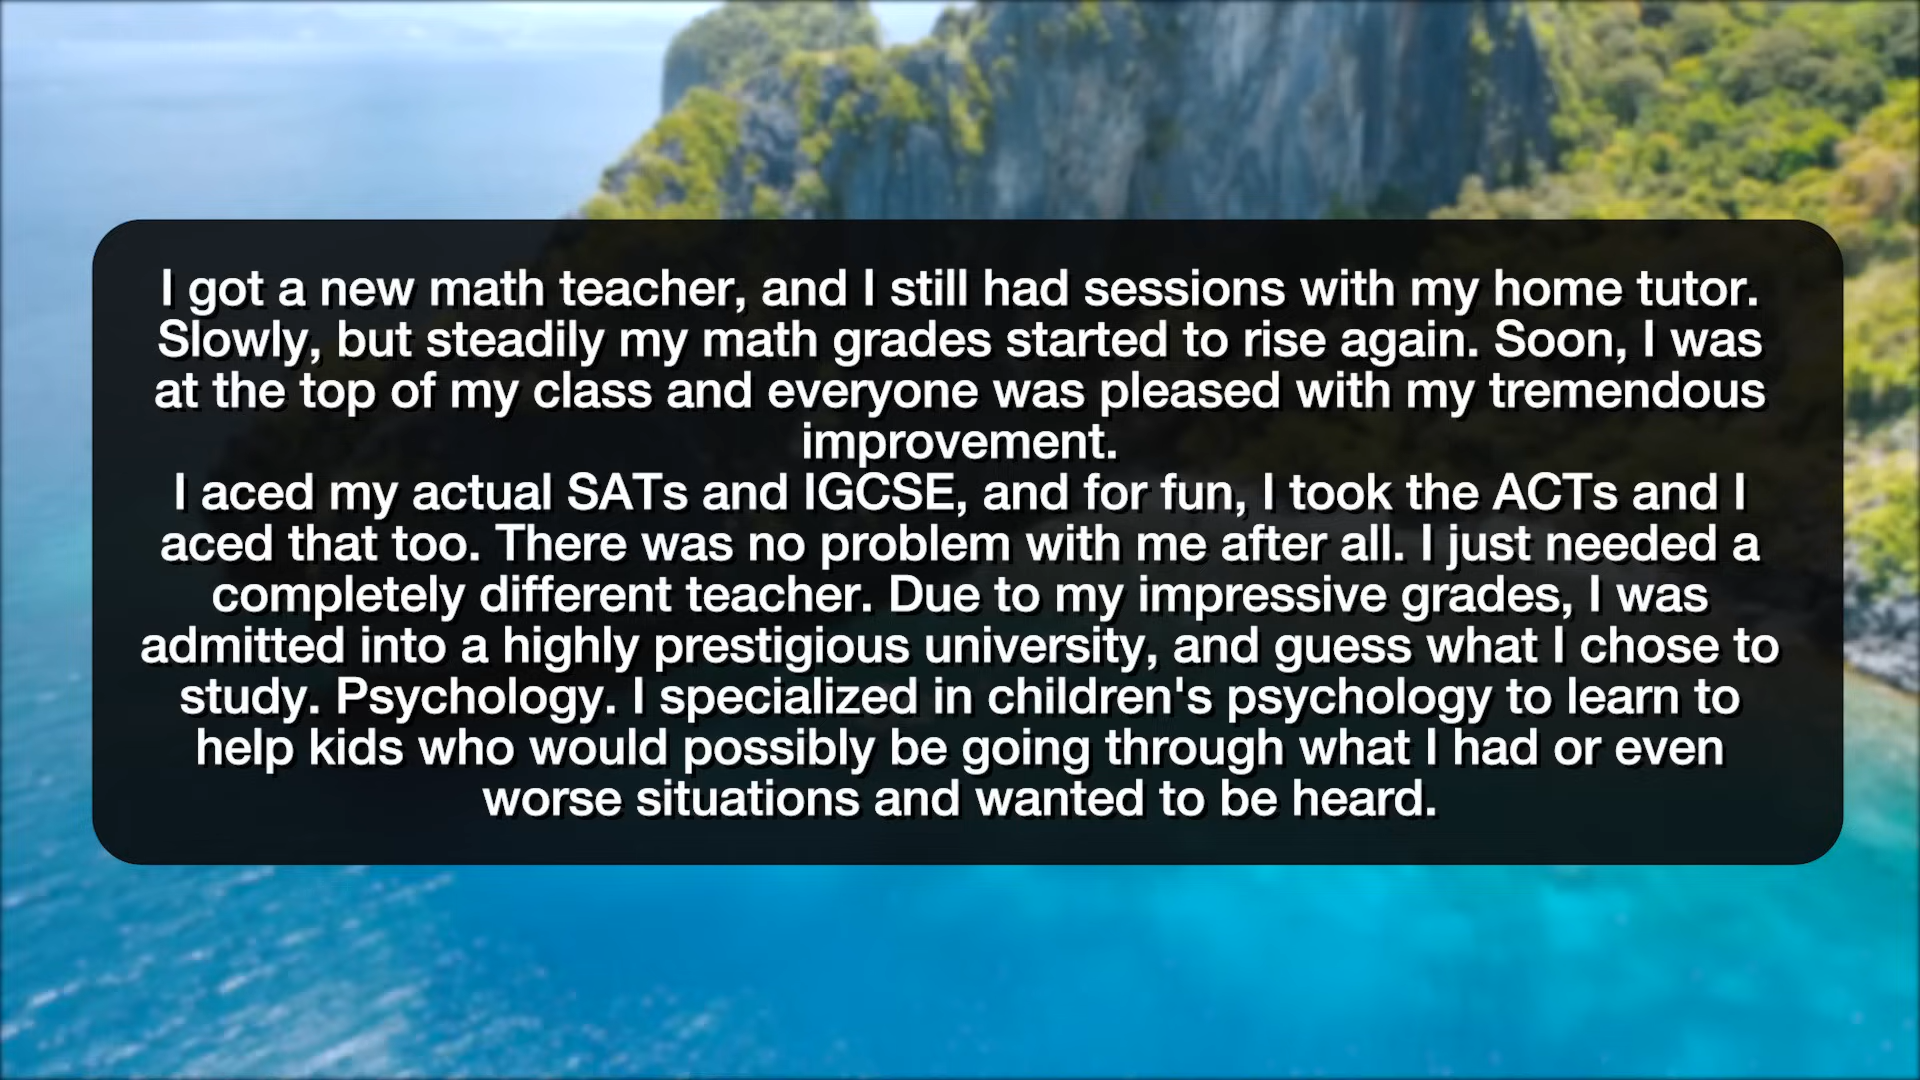 I got a new math teacher, and I still had sessions with my home tutor.
Slowly, but steadily my math grades started to rise again. Soon, I was
at the top of my class and everyone was pleased with my tremendous
improvement.
I aced my actual SATs and IGCSE, and for fun, I took the ACTs and I
aced that too. There was no problem with me after all. I just needed a
completely different teacher. Due to my impressive grades, I was
admitted into a highly prestigious university, and guess what I chose to
study. Psychology. I specialized in children's psychology to learn to
help kids who would possibly be going through what I had or even
worse situations and wanted to be heard.